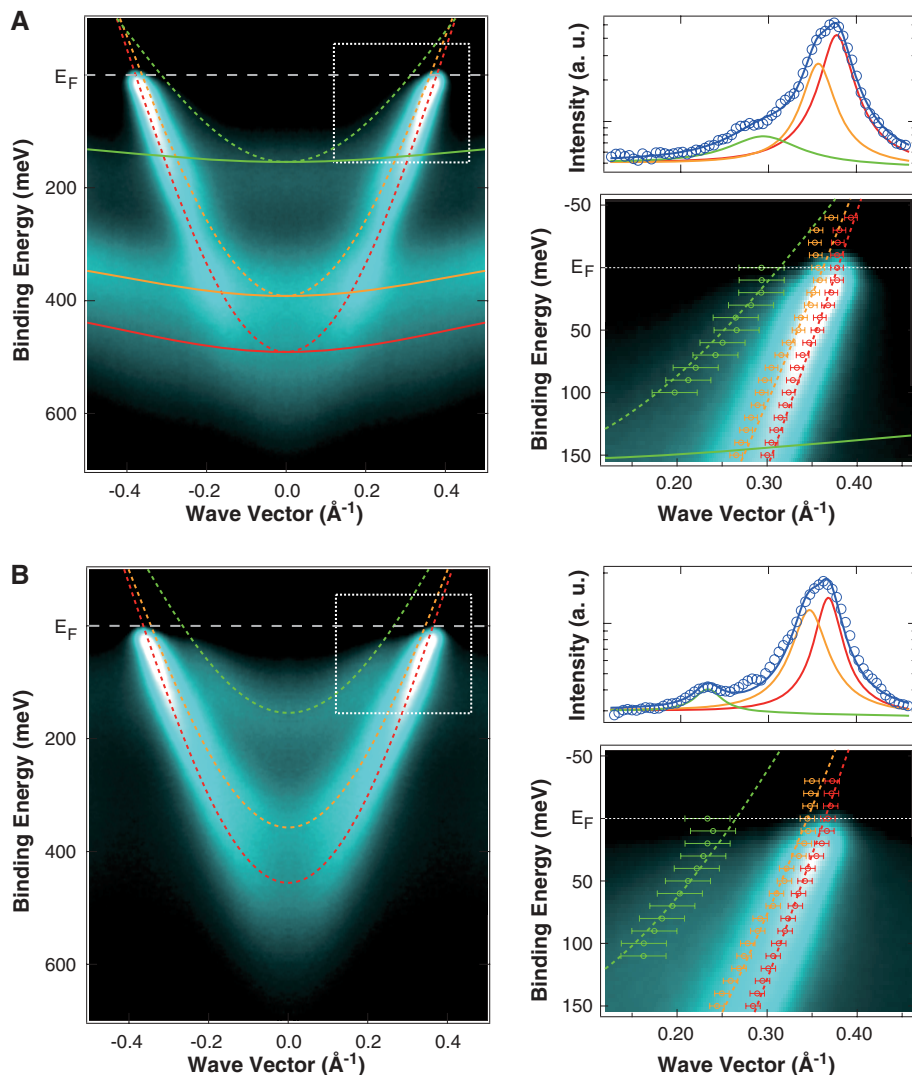 A
E_F
200
400
600
Binding Energy (meV)
-0.4 -0.2 0.0 0.2 0.4
Wave Vector (Å⁻¹)
Intensity (a. u.)
-50
E_F
50
100
150
Binding Energy (meV)
0.20 0.30 0.40
Wave Vector (Å⁻¹)
B
E_F
200
400
600
Binding Energy (meV)
-0.4 -0.2 0.0 0.2 0.4
Wave Vector (Å⁻¹)
Intensity (a. u.)
-50
E_F
50
100
150
Binding Energy (meV)
0.20 0.30 0.40
Wave Vector (Å⁻¹)